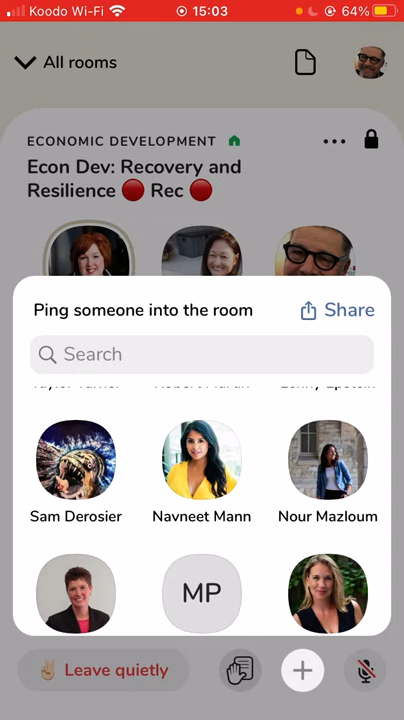 Koodo Wi-Fi 15:03 64%
All rooms
ECONOMIC DEVELOPMENT
Econ Dev: Recovery and
Resilience 🔴 Rec 🔴
Ping someone into the room Share
Search
Sam Derosier Navneet Mann Nour Mazloum
MP
✌🏼 Leave quietly